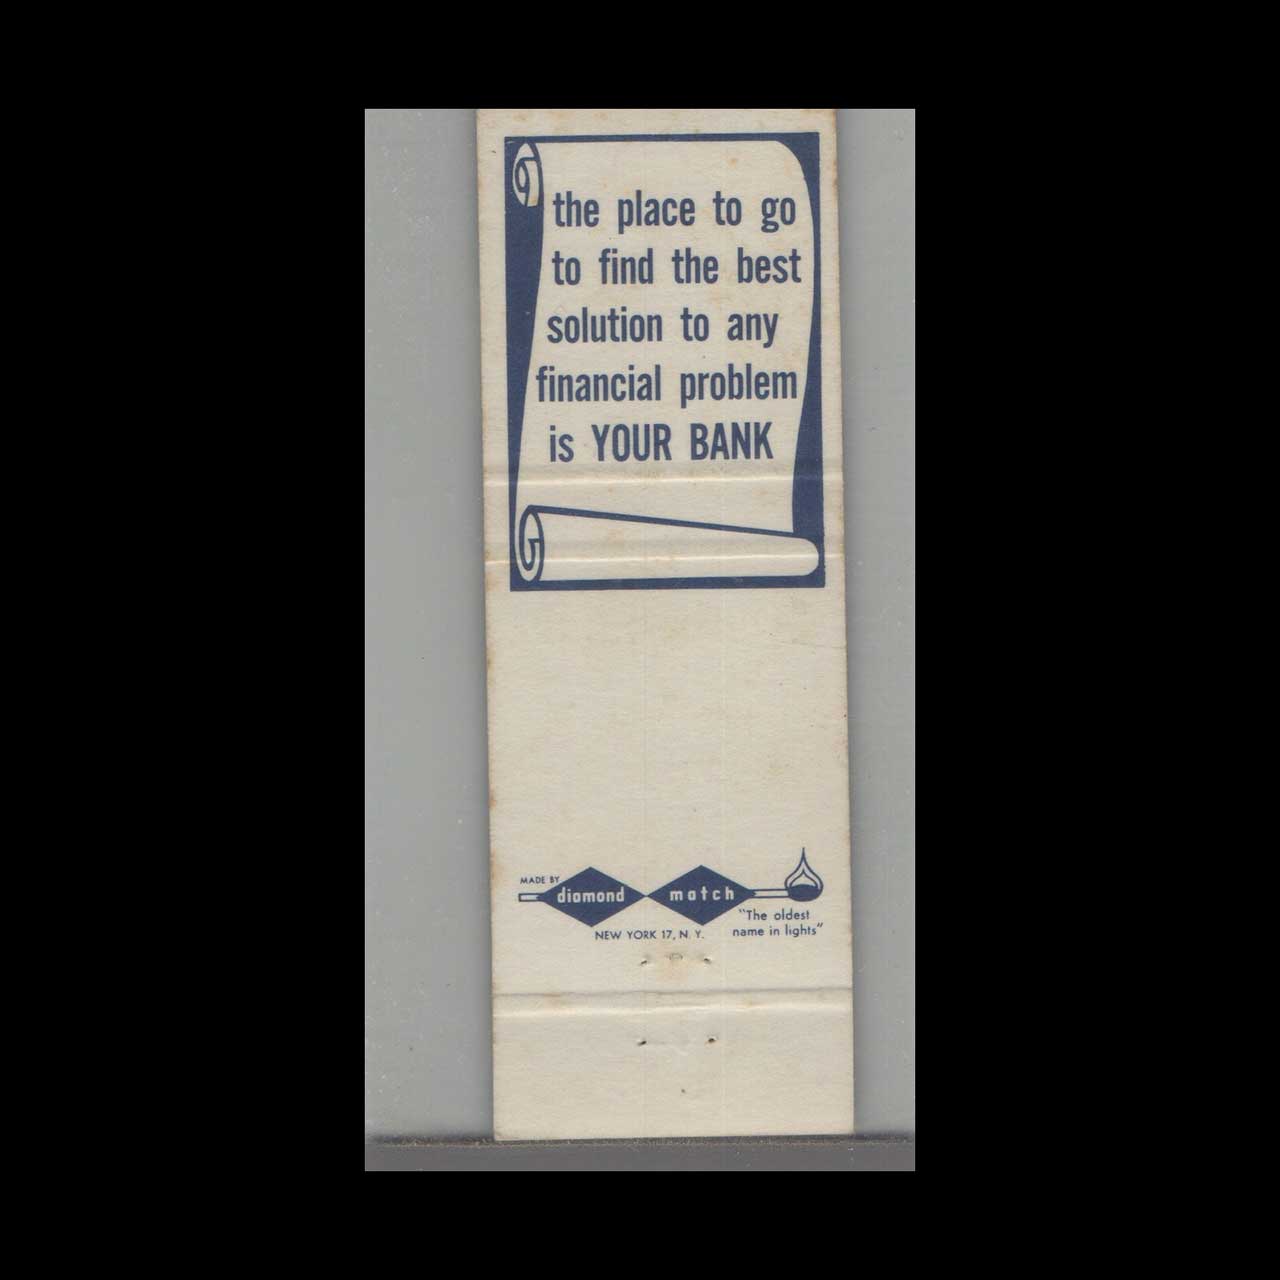 the place to go
to find the best
solution to any
financial problem
is YOUR BANK
MADE BY
diamond match
NEW YORK 17, N. Y.
"The oldest
name in lights"